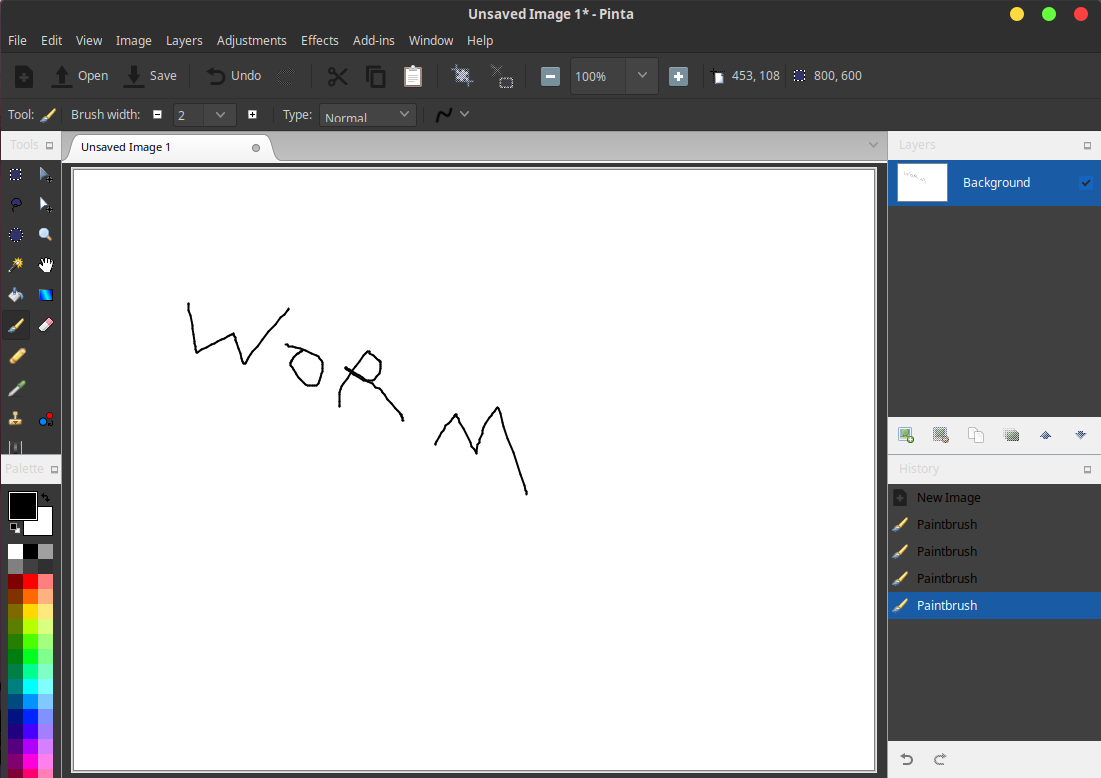 Unsaved Image 1* - Pinta
File Edit View Image Layers Adjustments Effects Add-ins Window Help
Open Save Undo 100% 453, 108 800, 600
Tool: Brush width: 2 Type: Normal
Tools Unsaved Image 1 Layers
Background
WORM
Palette History
New Image
Paintbrush
Paintbrush
Paintbrush
Paintbrush